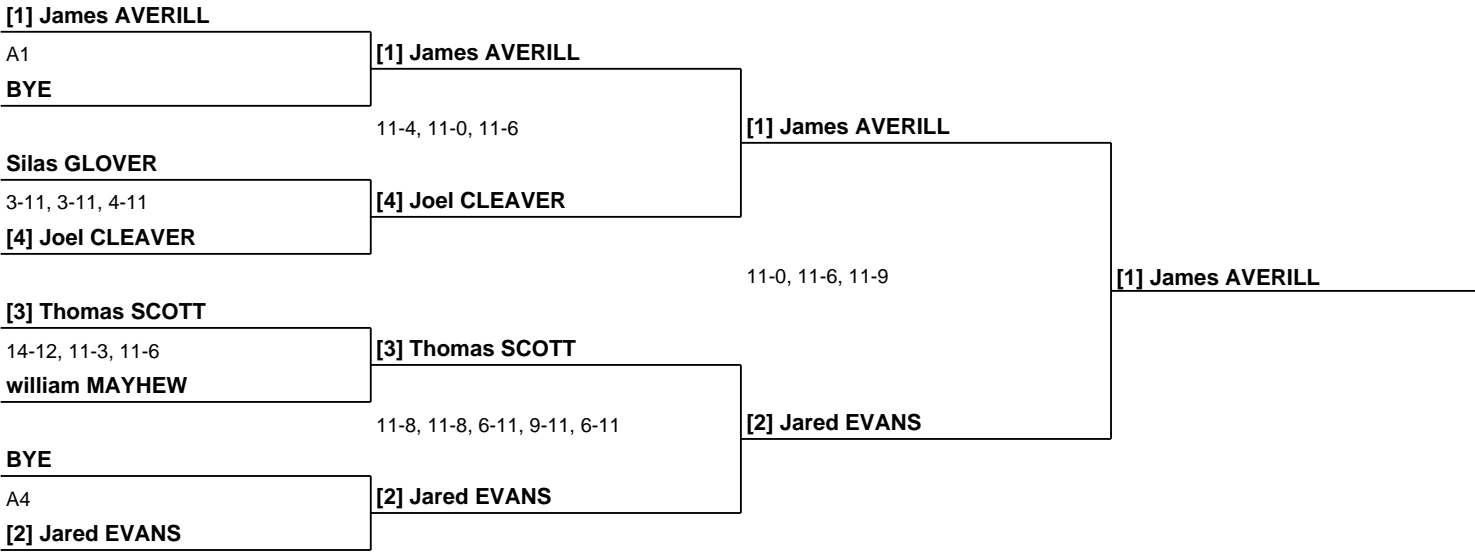 [1] James AVERILL
A1
BYE
Silas GLOVER
3-11, 3-11, 4-11
[4] Joel CLEAVER
[3] Thomas SCOTT
14-12, 11-3, 11-6
william MAYHEW
BYE
A4
[2] Jared EVANS
[1] James AVERILL
11-4, 11-0, 11-6
[4] Joel CLEAVER
[3] Thomas SCOTT
11-8, 11-8, 6-11, 9-11, 6-11
[2] Jared EVANS
[1] James AVERILL
11-0, 11-6, 11-9
[2] Jared EVANS
[1] James AVERILL